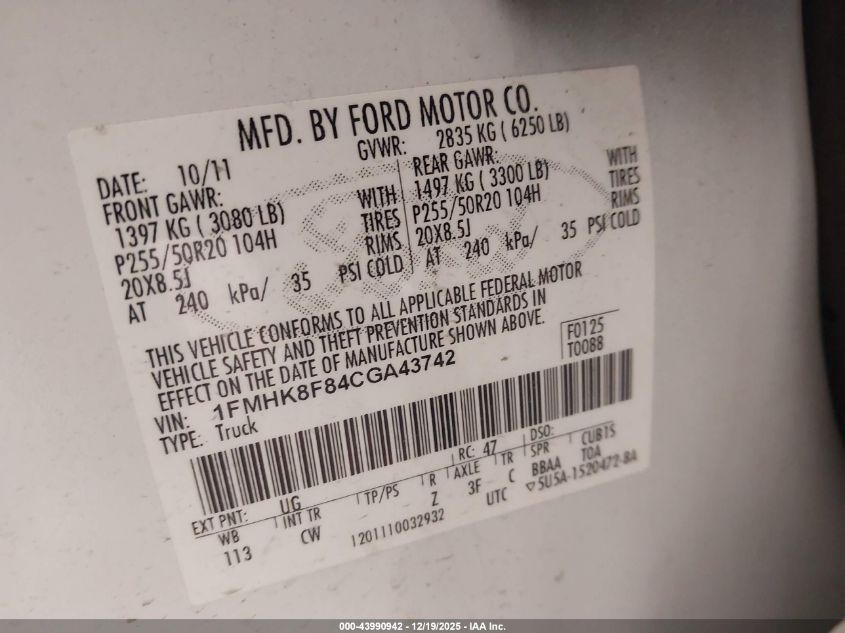 MFD. BY FORD MOTOR CO.
DATE: 10/11 GVWR: 2835 KG ( 6250 LB)
FRONT GAWR: REAR GAWR:
1397 KG ( 3080 LB) WITH 1497 KG ( 3300 LB) WITH
P255/50R20 104H TIRES P255/50R20 104H TIRES
20X8.5J RIMS 20X8.5J RIMS
AT 240 kPa/ 35 PSI COLD AT 240 kPa/ 35 PSI COLD
THIS VEHICLE CONFORMS TO ALL APPLICABLE FEDERAL MOTOR
VEHICLE SAFETY AND THEFT PREVENTION STANDARDS IN
EFFECT ON THE DATE OF MANUFACTURE SHOWN ABOVE.
F0125
T0088
VIN: 1FMHK8F84CGA43742
TYPE: Truck
EXT PNT: UG RC: 47 DSO:
WB INT TR TP/PS R AXLE TR SPR CUB1S
113 CW Z 3F C BBAA TOA
1201110032932 UTC ▽5U5A-1520472-BA
000-43990942 - 12/19/2025 - IAA Inc.